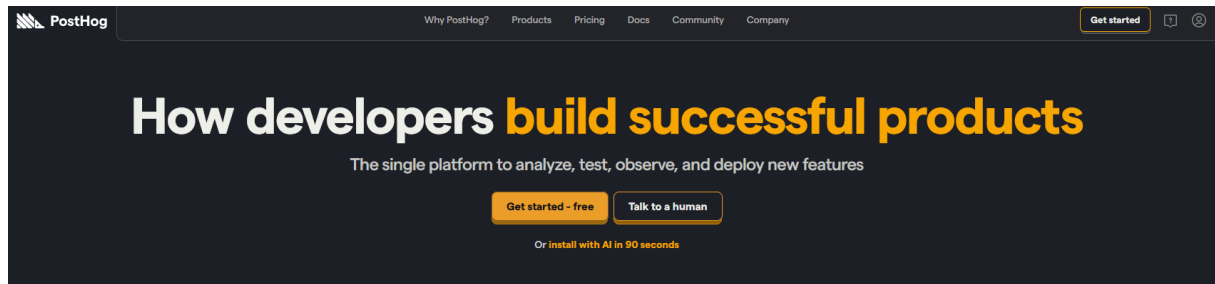 PostHog
Why PostHog? Products Pricing Docs Community Company
Get started
?
How developers build successful products
The single platform to analyze, test, observe, and deploy new features
Get started - free Talk to a human
Or install with AI in 90 seconds